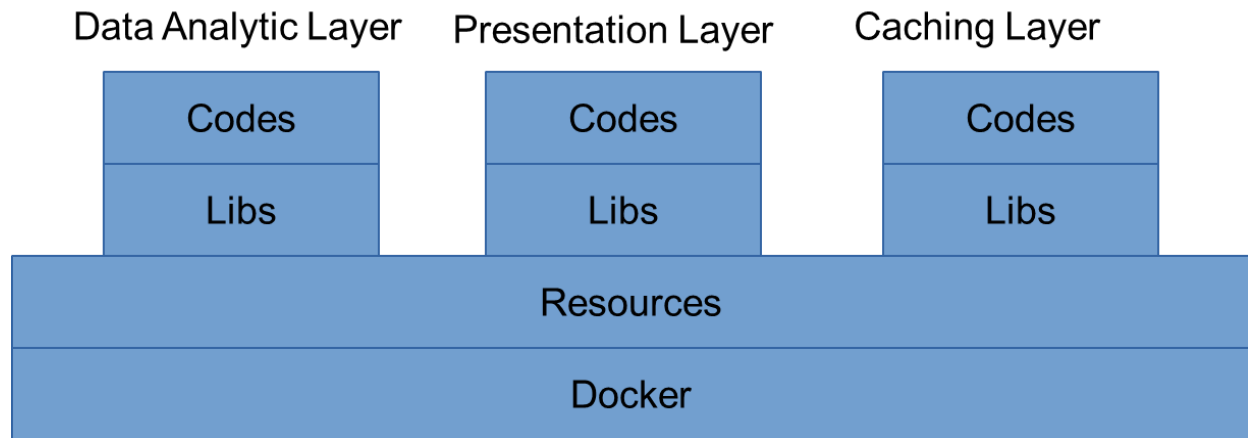 Data Analytic Layer Presentation Layer Caching Layer
Codes Codes Codes
Libs Libs Libs
Resources
Docker